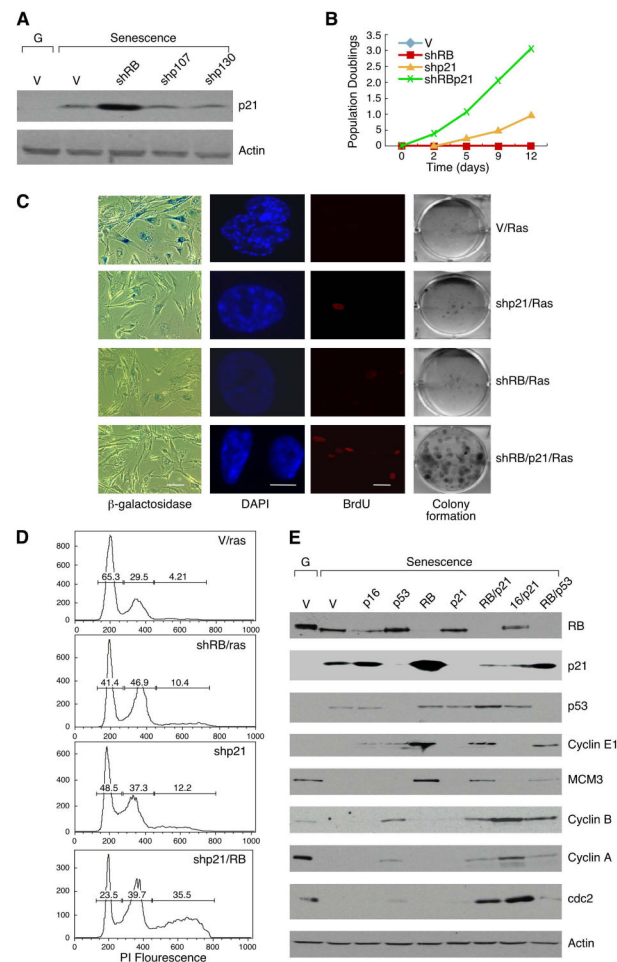 A
G Senescence
V V shRB shp107 shp130
p21
Actin
B
Population Doublings
3.5
3.0
2.5
2.0
1.5
1.0
0.5
0
V
shRB
shp21
shRBp21
0 2 5 9 12
Time (days)
C
V/Ras
shp21/Ras
shRB/Ras
shRB/p21/Ras
β-galactosidase DAPI BrdU Colony
formation
D
V/ras
800
600
400
200
0
65.3 29.5 4.21
0 200 400 600 800 1000
shRB/ras
800
600
400
200
0
41.4 46.9 10.4
0 200 400 600 800 1000
shp21
600
400
200
0
48.5 37.3 12.2
0 200 400 600 800 1000
shp21/RB
300
200
100
0
23.5 39.7 35.5
0 200 400 600 800 1000
PI Flourescence
E
G Senescence
V V p16 p53 RB p21 RB/p21 16/p21 RB/p53
RB
p21
p53
Cyclin E1
MCM3
Cyclin B
Cyclin A
cdc2
Actin